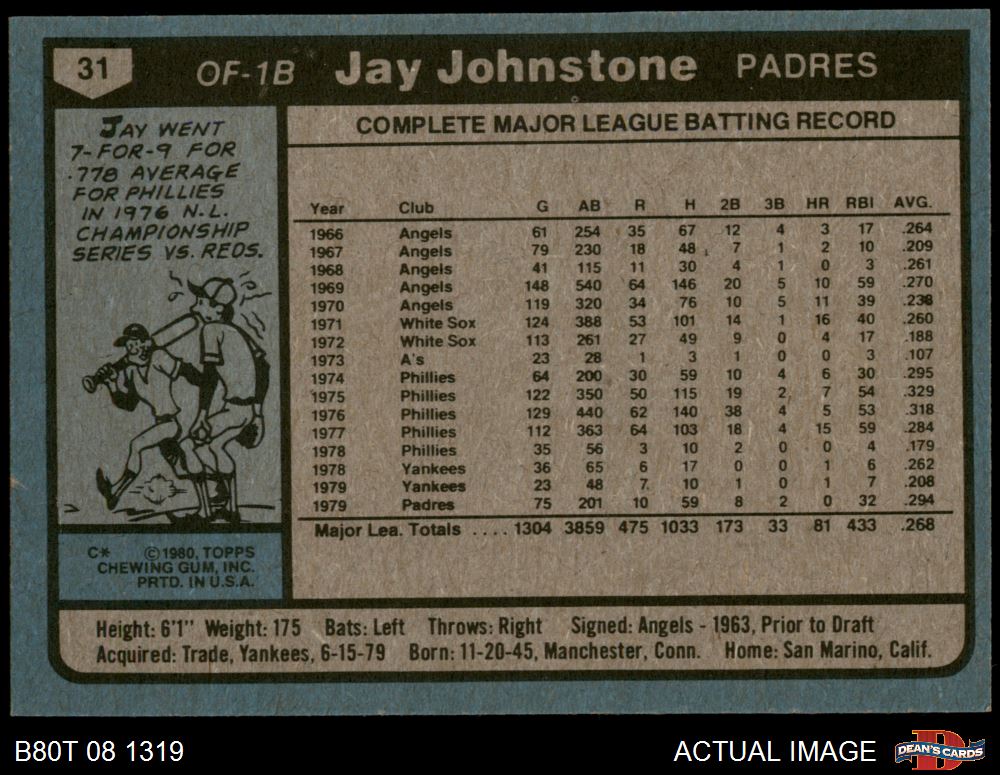 31 OF-1B Jay Johnstone PADRES
JAY WENT
7-FOR-9 FOR
.778 AVERAGE
FOR PHILLIES
IN 1976 N.L.
CHAMPIONSHIP
SERIES VS. REDS.
COMPLETE MAJOR LEAGUE BATTING RECORD
Year Club G AB R H 2B 3B HR RBI AVG.
1966 Angels 61 254 35 67 12 4 3 17 .264
1967 Angels 79 230 18 48 7 1 2 10 .209
1968 Angels 41 115 11 30 4 1 0 3 .261
1969 Angels 148 540 64 146 20 5 10 59 .270
1970 Angels 119 320 34 76 10 5 11 39 .238
1971 White Sox 124 388 53 101 14 1 16 40 .260
1972 White Sox 113 261 27 49 9 0 4 17 .188
1973 A's 23 28 1 3 1 0 0 3 .107
1974 Phillies 64 200 30 59 10 4 6 30 .295
1975 Phillies 122 350 50 115 19 2 7 54 .329
1976 Phillies 129 440 62 140 38 4 5 53 .318
1977 Phillies 112 363 64 103 18 4 15 59 .284
1978 Phillies 35 56 3 10 2 0 0 4 .179
1978 Yankees 36 65 6 17 0 0 1 6 .262
1979 Yankees 23 48 7 10 1 0 1 7 .208
1979 Padres 75 201 10 59 8 2 0 32 .294
Major Lea. Totals .... 1304 3859 475 1033 173 33 81 433 .268
C* ©1980, TOPPS
CHEWING GUM, INC.
PRTD. IN U.S.A.
Height: 6'1" Weight: 175 Bats: Left Throws: Right Signed: Angels - 1963, Prior to Draft
Acquired: Trade, Yankees, 6-15-79 Born: 11-20-45, Manchester, Conn. Home: San Marino, Calif.
B80T 08 1319 ACTUAL IMAGE DEAN'S CARDS